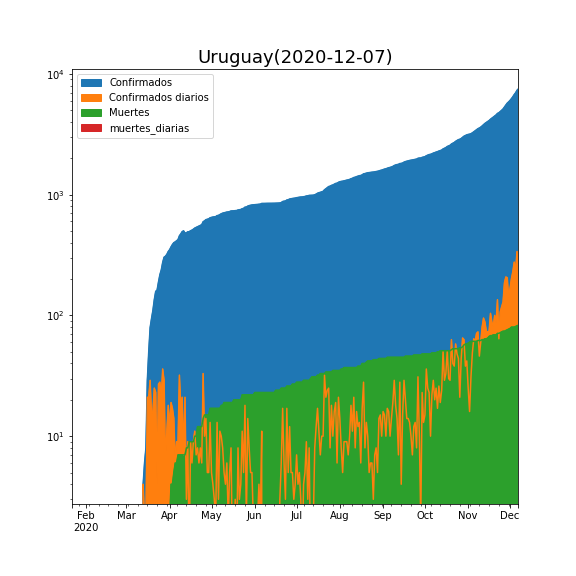 Uruguay(2020-12-07)
Confirmados
Confirmados diarios
Muertes
muertes_diarias
10⁴
10³
10²
10¹
Feb Mar Apr May Jun Jul Aug Sep Oct Nov Dec
2020